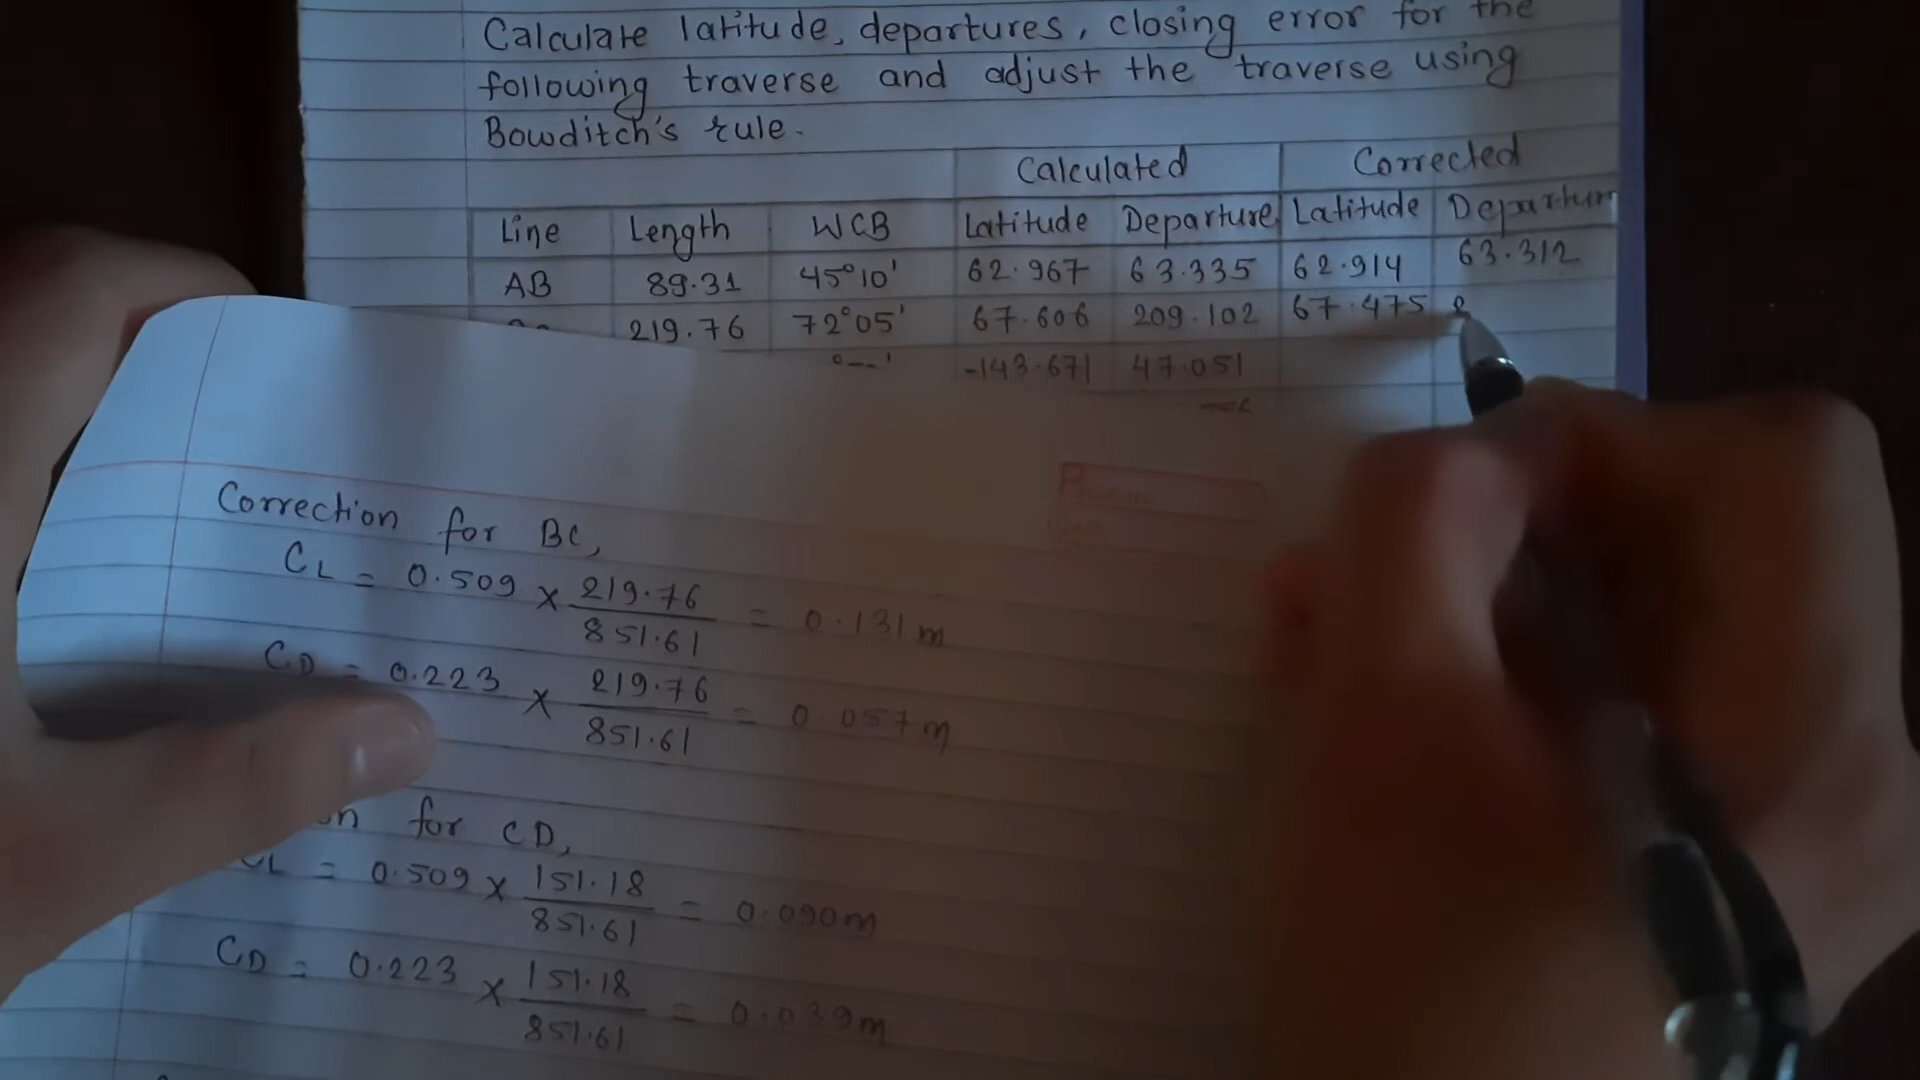 Calculate latitude, departures, closing error for the
following traverse and adjust the traverse using
Bowditch's rule.
Calculated Corrected
Line Length WCB Latitude Departure Latitude Departur
AB 89.31 45°10' 62.967 63.335 62.914 63.312
219.76 72°05' 67.606 209.102 67.475 2
-143.671 47.051
Correction for BC,
CL = 0.509 × 219.76 / 851.61 = 0.131 m
CD = 0.223 × 219.76 / 851.61 = 0.057 m
for CD,
CL = 0.509 × 151.18 / 851.61 = 0.090 m
CD = 0.223 × 151.18 / 851.61 = 0.039 m